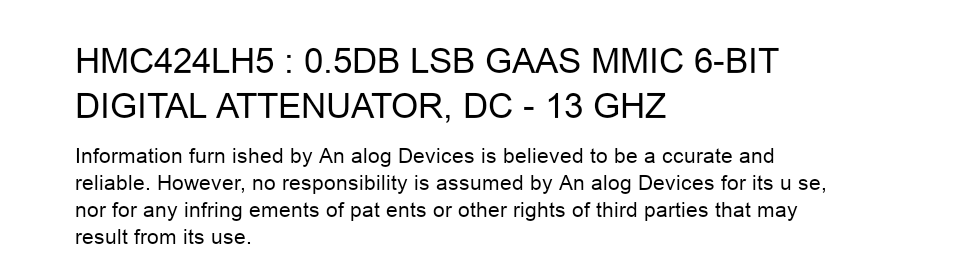 HMC424LH5 : 0.5DB LSB GAAS MMIC 6-BIT
DIGITAL ATTENUATOR, DC - 13 GHZ
Information furn ished by An alog Devices is believed to be a ccurate and
reliable. However, no responsibility is assumed by An alog Devices for its u se,
nor for any infring ements of pat ents or other rights of third parties that may
result from its use.